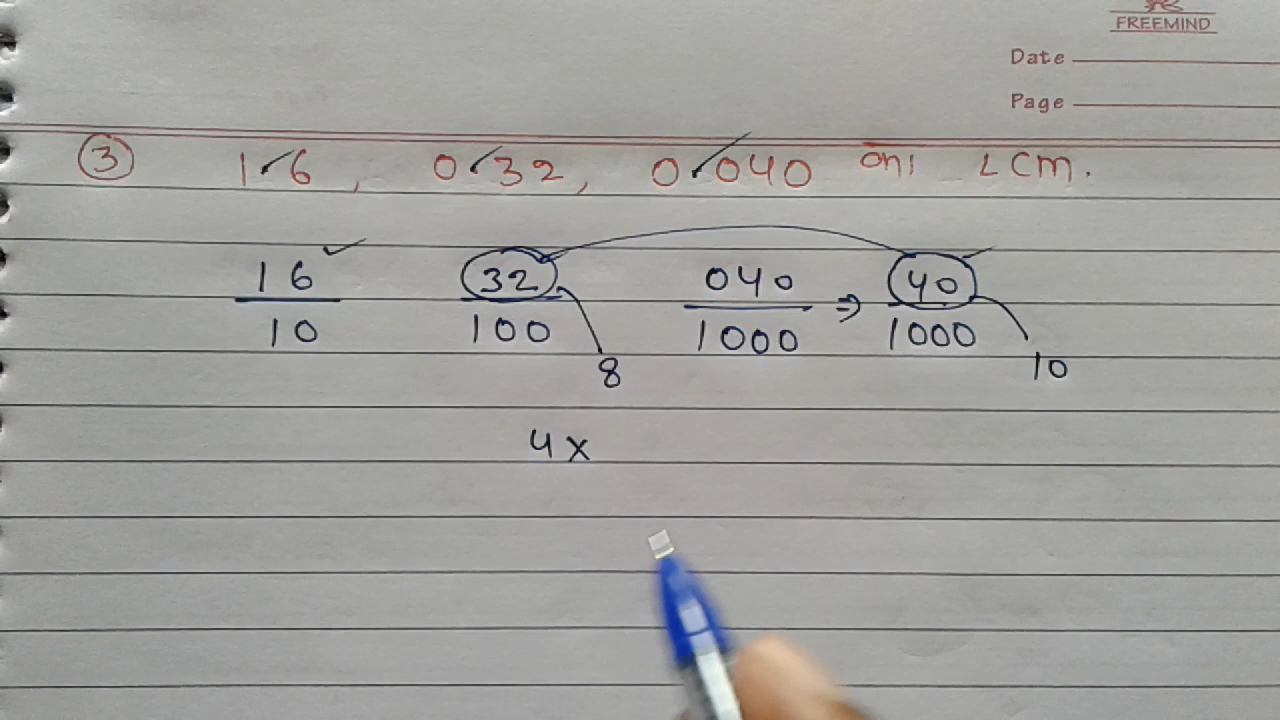 FREEMIND
Date
Page
③ 1.6, 0.32, 0.040 ના LCM.
16 32 040 ⇒ 40
10 100 1000 1000
8 10
4x